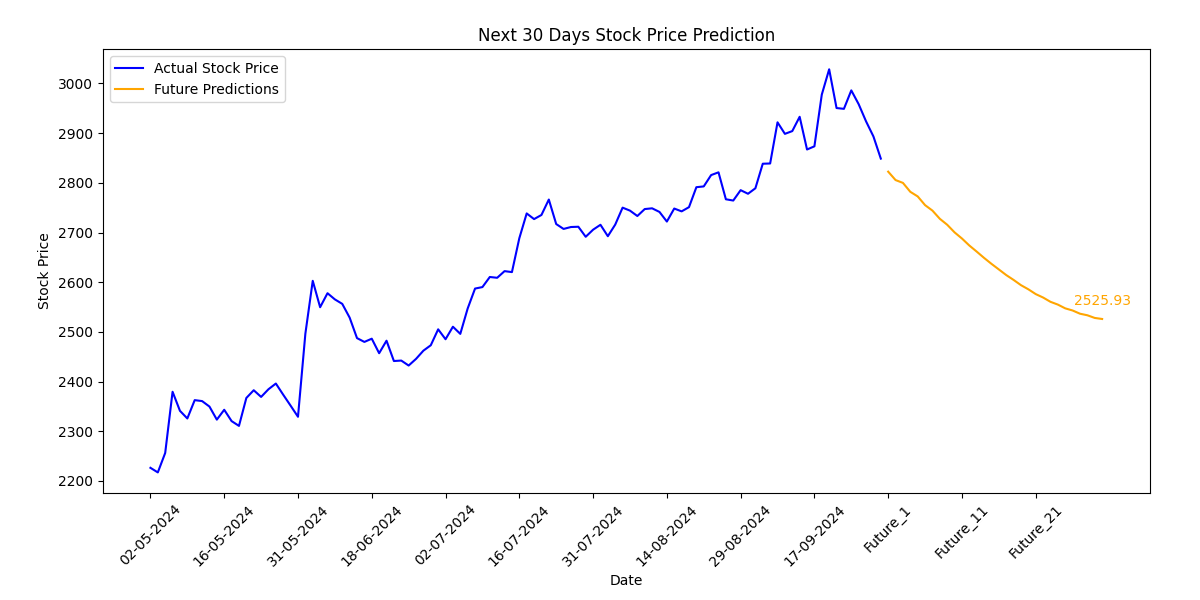 Next 30 Days Stock Price Prediction
Actual Stock Price
Future Predictions
3000
2900
2800
2700
2600
2500
2400
2300
2200
Stock Price
2525.93
02-05-2024
16-05-2024
31-05-2024
18-06-2024
02-07-2024
16-07-2024
31-07-2024
14-08-2024
29-08-2024
17-09-2024
Future_1
Future_11
Future_21
Date